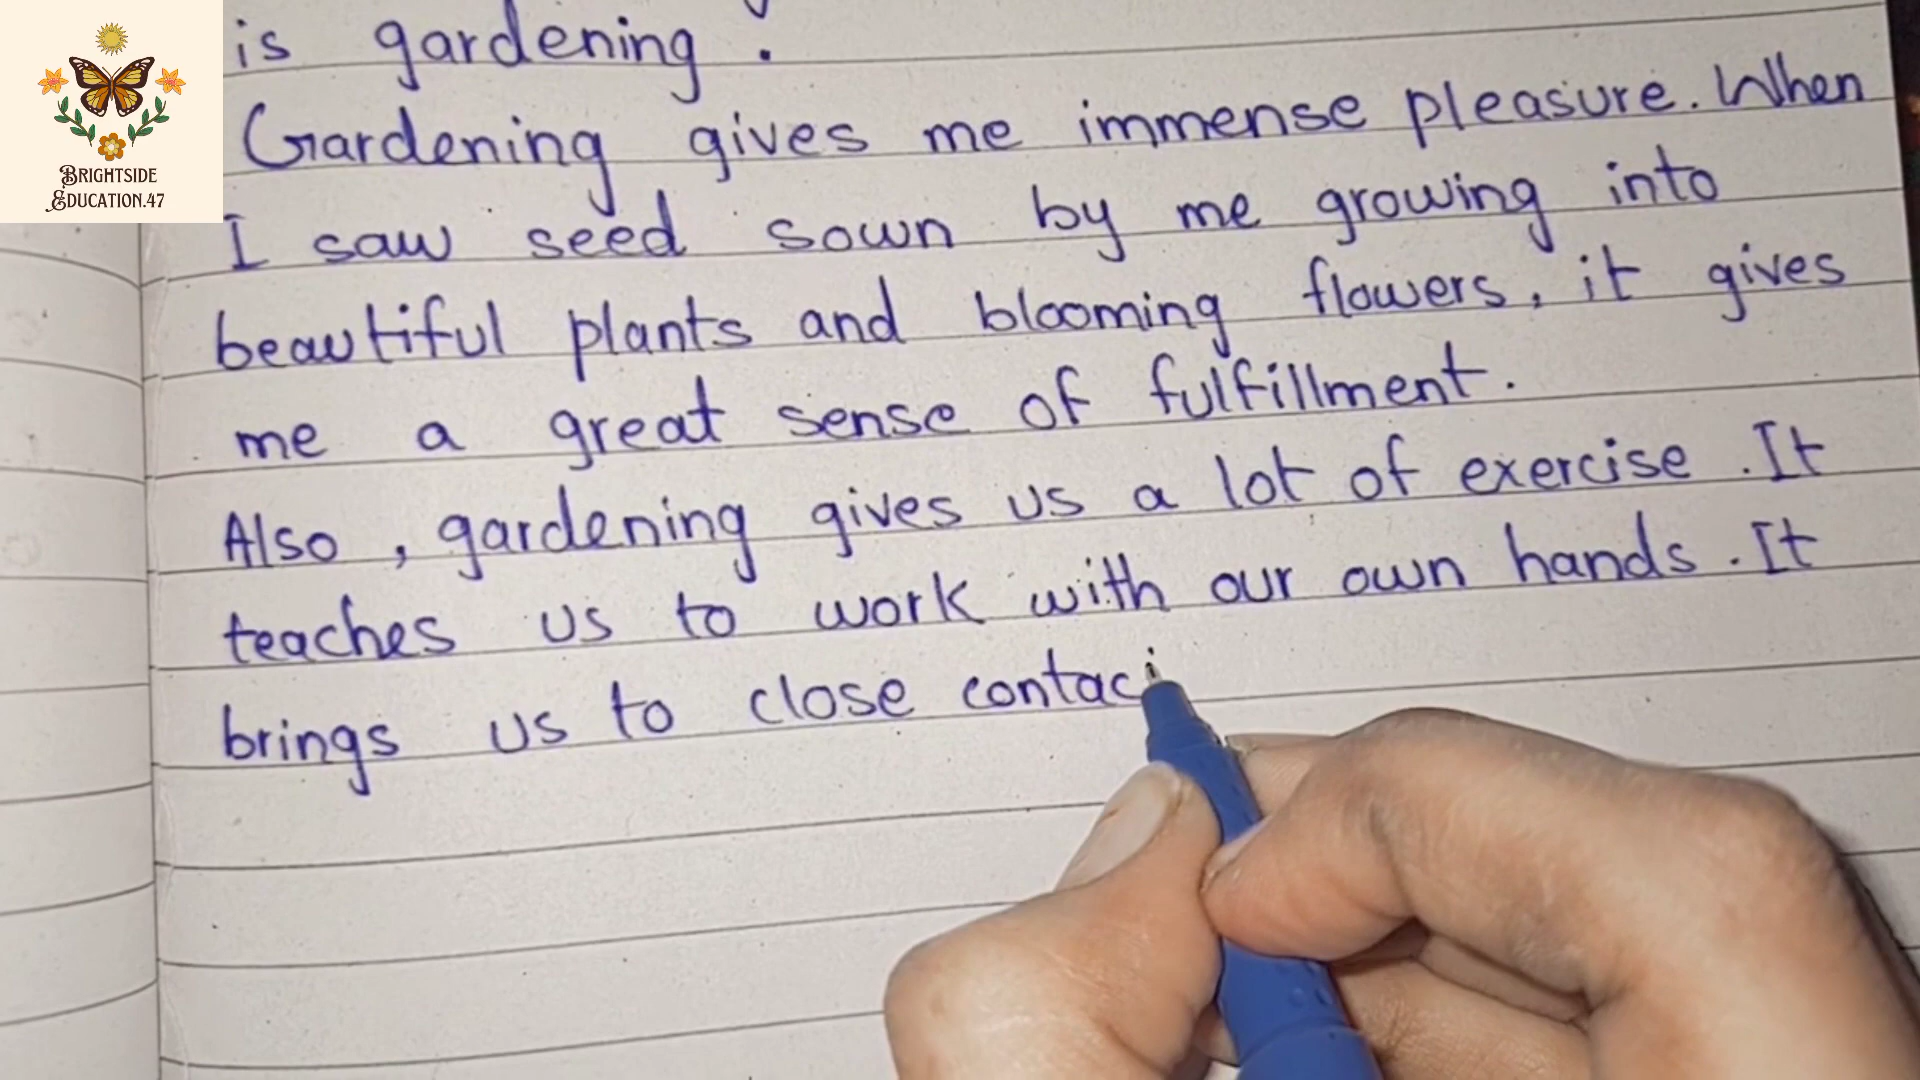 BRIGHTSIDE
EDUCATION.47
is gardening .
Gardening gives me immense pleasure. When
I saw seed sown by me growing into
beautiful plants and blooming flowers, it gives
me a great sense of fulfillment.
Also, gardening gives us a lot of exercise. It
teaches us to work with our own hands. It
brings us to close contac